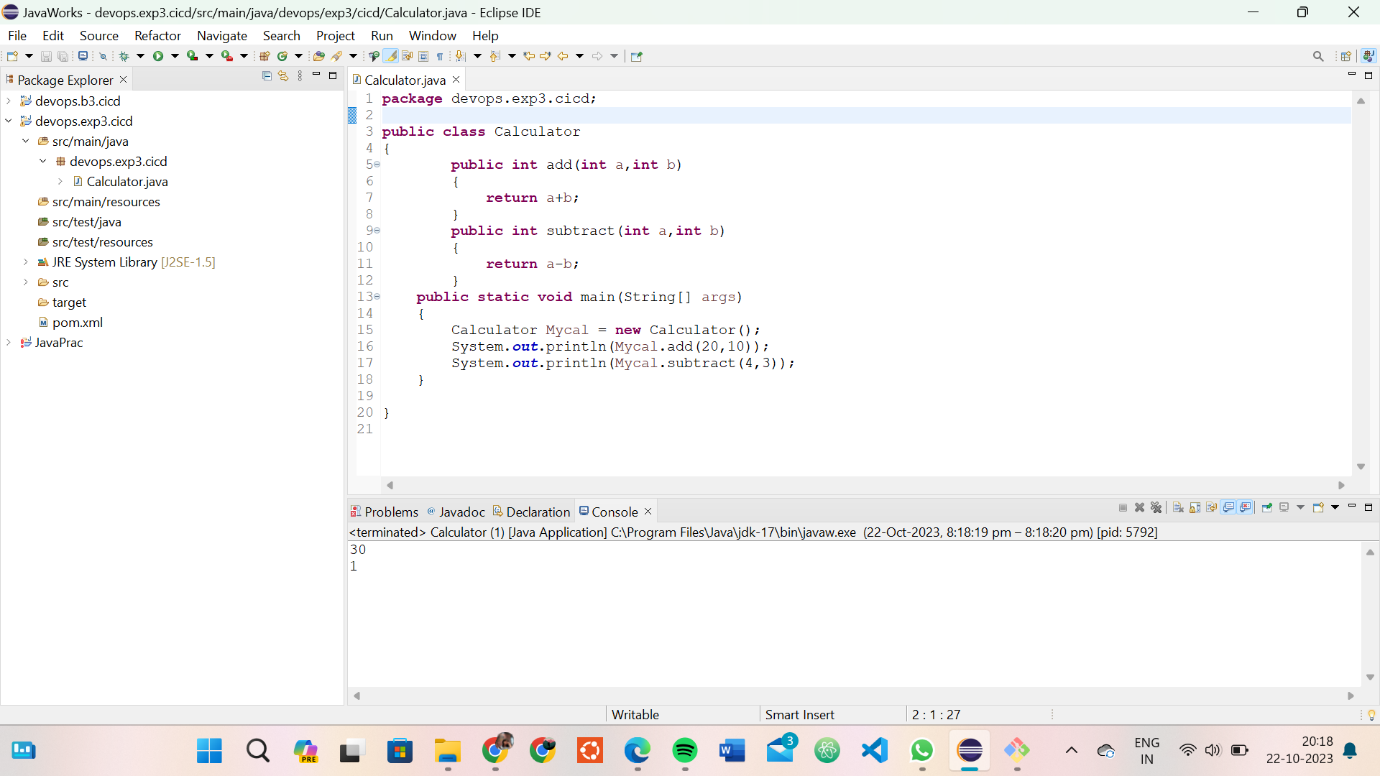 JavaWorks - devops.exp3.cicd/src/main/java/devops/exp3/cicd/Calculator.java - Eclipse IDE
File Edit Source Refactor Navigate Search Project Run Window Help
Package Explorer
devops.b3.cicd
devops.exp3.cicd
src/main/java
devops.exp3.cicd
Calculator.java
src/main/resources
src/test/java
src/test/resources
JRE System Library [J2SE-1.5]
src
target
pom.xml
JavaPrac
Calculator.java
1 package devops.exp3.cicd;
2
3 public class Calculator
4 {
5 public int add(int a,int b)
6 {
7 return a+b;
8 }
9 public int subtract(int a,int b)
10 {
11 return a-b;
12 }
13 public static void main(String[] args)
14 {
15 Calculator Mycal = new Calculator();
16 System.out.println(Mycal.add(20,10));
17 System.out.println(Mycal.subtract(4,3));
18 }
19
20 }
21
Problems Javadoc Declaration Console
<terminated> Calculator (1) [Java Application] C:\Program Files\Java\jdk-17\bin\javaw.exe (22-Oct-2023, 8:18:19 pm – 8:18:20 pm) [pid: 5792]
30
1
Writable Smart Insert 2 : 1 : 27
PRE
W
3
ENG
IN
20:18
22-10-2023